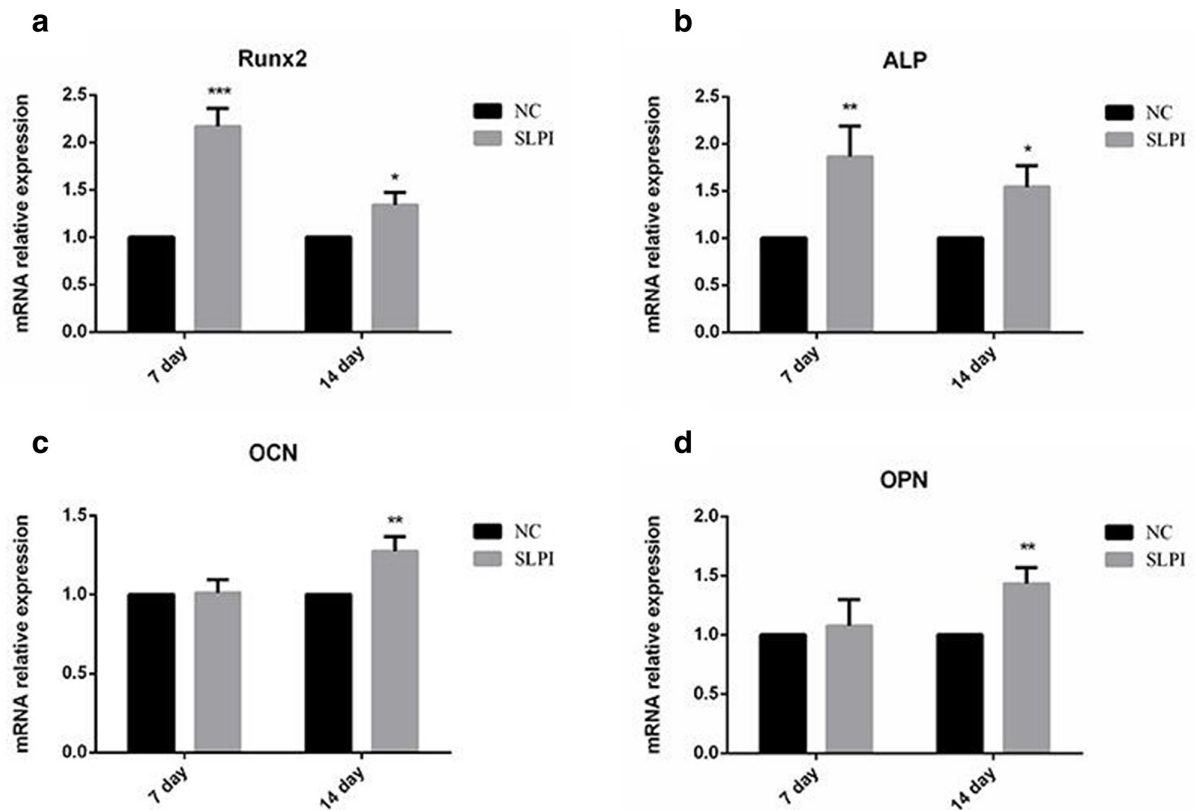 a
Runx2
mRNA relative expression
2.5
2.0
1.5
1.0
0.5
0.0
***
*
7 day
14 day
NC
SLPI
b
ALP
mRNA relative expression
2.5
2.0
1.5
1.0
0.5
0.0
**
*
7 day
14 day
NC
SLPI
c
OCN
mRNA relative expression
1.5
1.0
0.5
0.0
**
7 day
14 day
NC
SLPI
d
OPN
mRNA relative expression
2.0
1.5
1.0
0.5
0.0
**
7 day
14 day
NC
SLPI